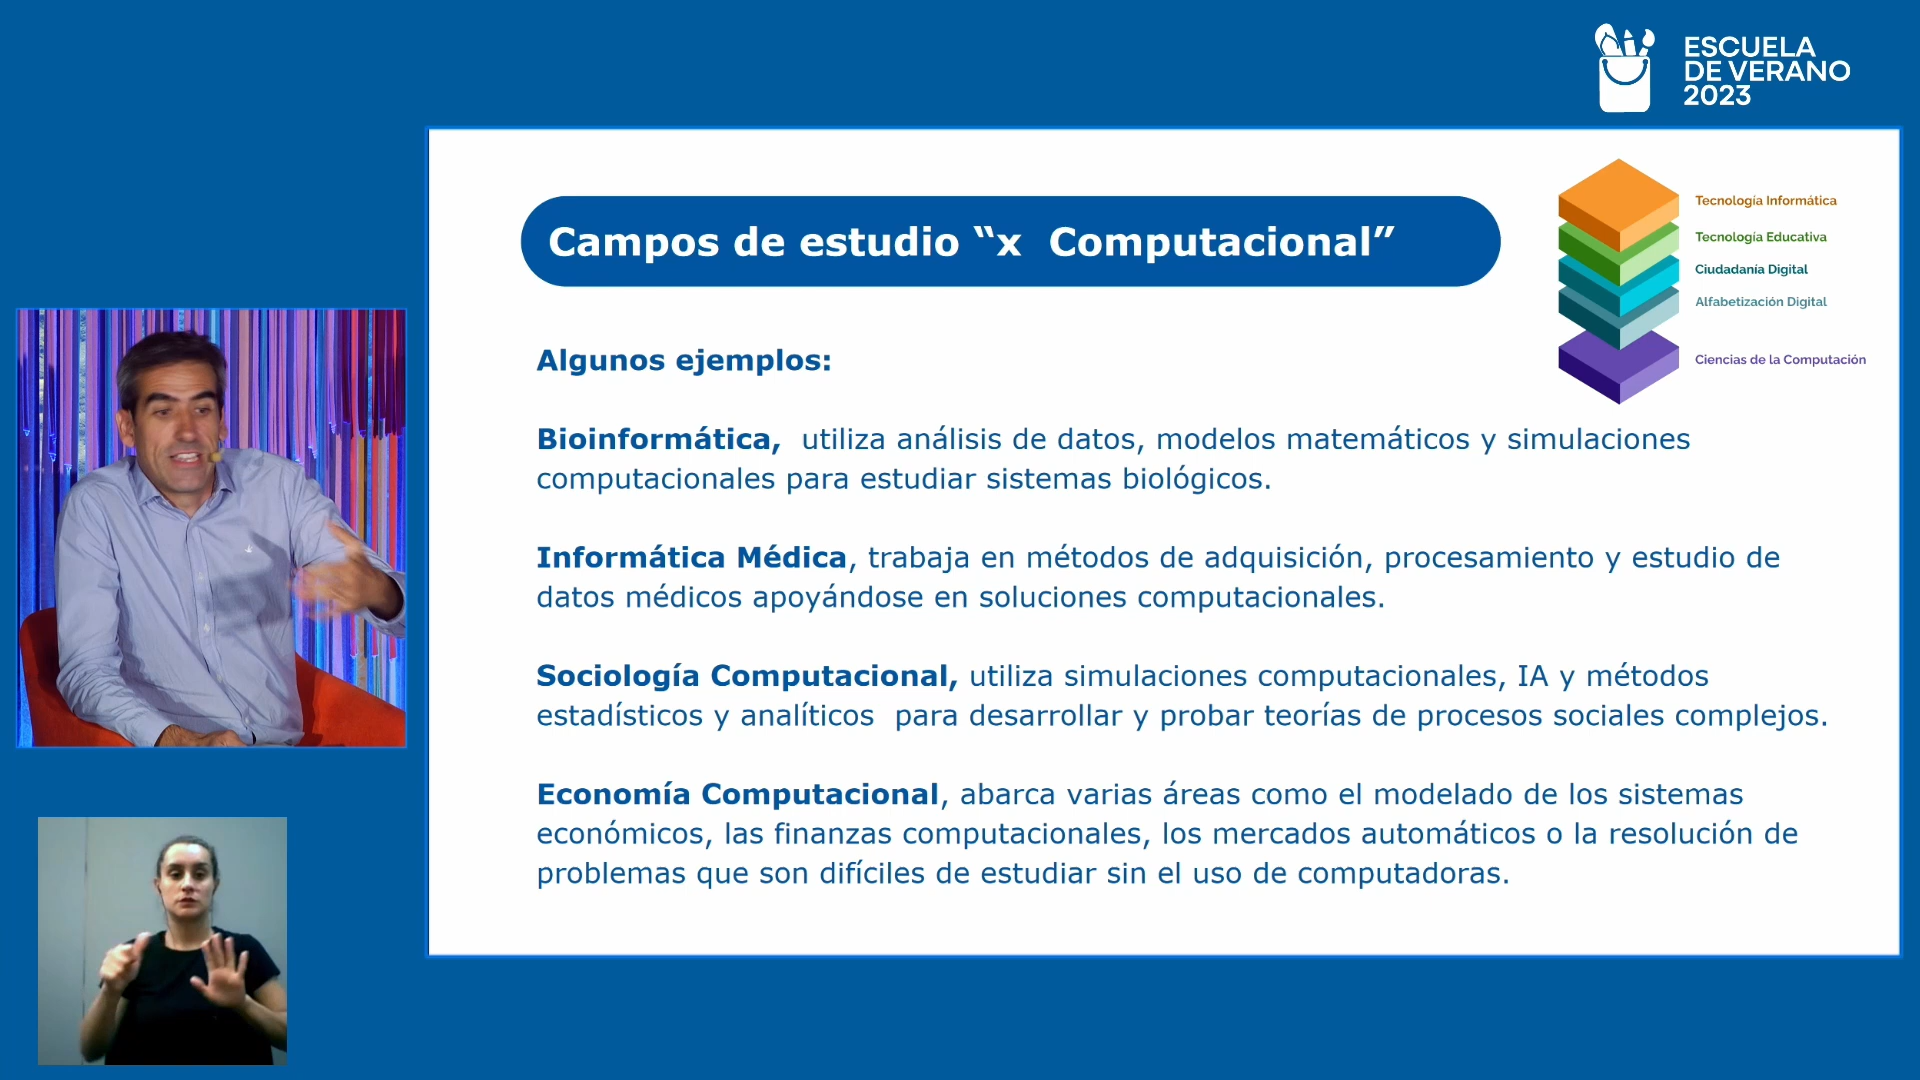 ESCUELA
DE VERANO
2023
Campos de estudio “x  Computacional”
Tecnología Informática
Tecnología Educativa
Ciudadanía Digital
Alfabetización Digital
Ciencias de la Computación
Algunos ejemplos:
Bioinformática,  utiliza análisis de datos, modelos matemáticos y simulaciones
computacionales para estudiar sistemas biológicos.
Informática Médica, trabaja en métodos de adquisición, procesamiento y estudio de
datos médicos apoyándose en soluciones computacionales.
Sociología Computacional, utiliza simulaciones computacionales, IA y métodos
estadísticos y analíticos  para desarrollar y probar teorías de procesos sociales complejos.
Economía Computacional, abarca varias áreas como el modelado de los sistemas
económicos, las finanzas computacionales, los mercados automáticos o la resolución de
problemas que son difíciles de estudiar sin el uso de computadoras.